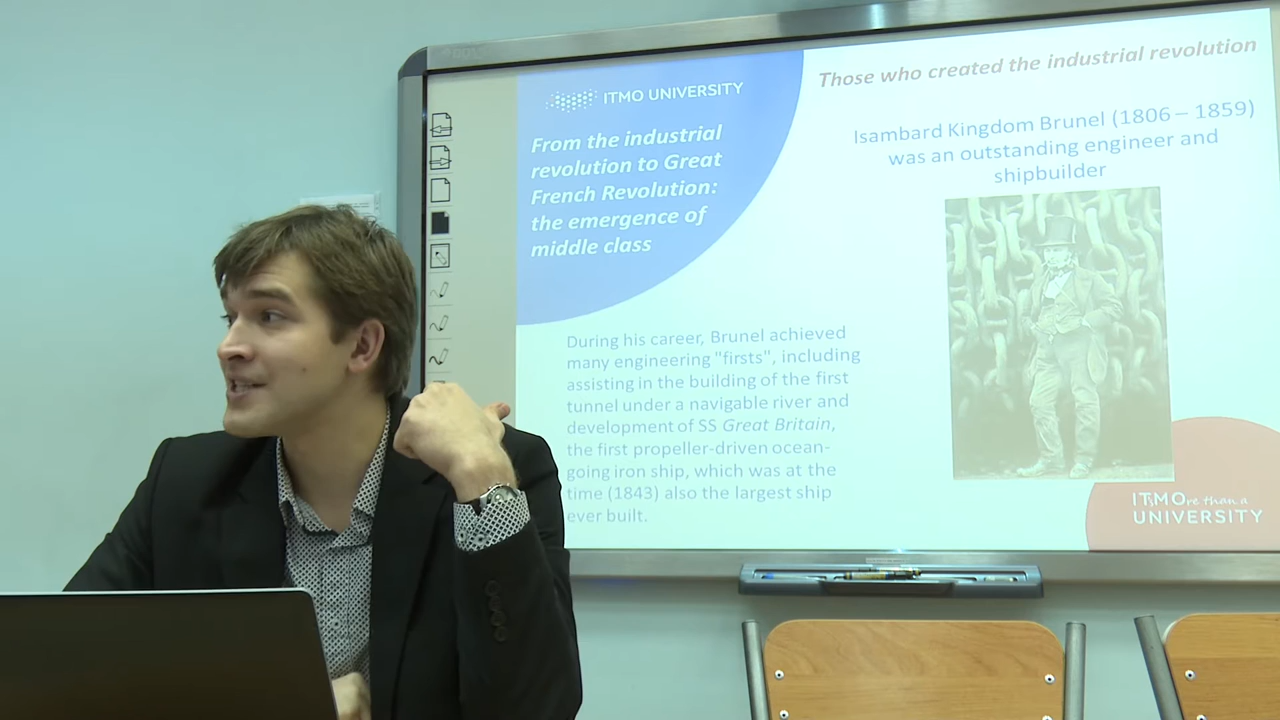 ITMO UNIVERSITY
From the industrial
revolution to Great
French Revolution:
the emergence of
middle class
Those who created the industrial revolution
Isambard Kingdom Brunel (1806 – 1859)
was an outstanding engineer and
shipbuilder
During his career, Brunel achieved
many engineering "firsts", including
assisting in the building of the first
tunnel under a navigable river and
development of SS Great Britain,
the first propeller-driven ocean-
going iron ship, which was at the
time (1843) also the largest ship
ever built.
ITsMOre than a
UNIVERSITY